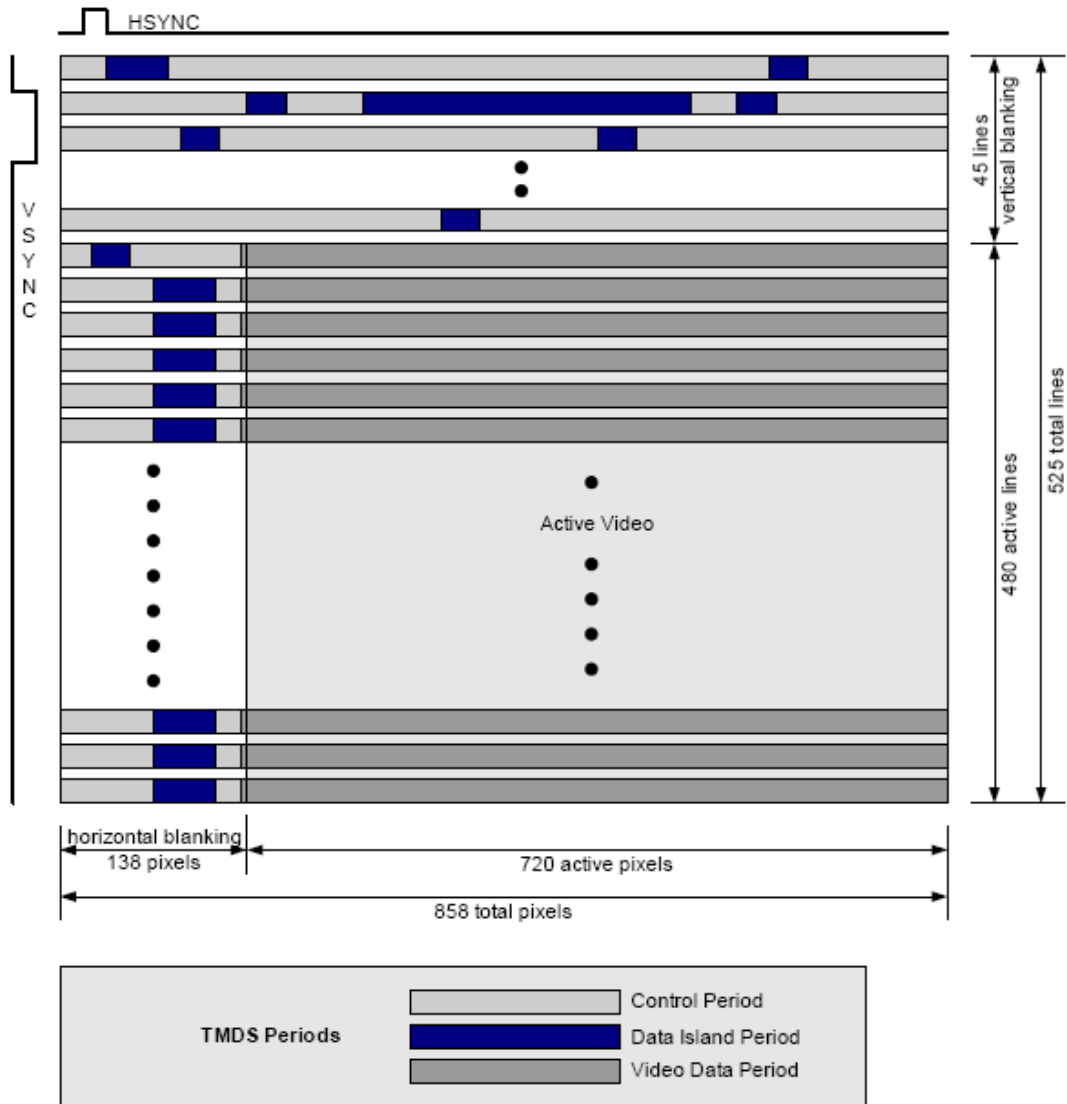 HSYNC
VSYNC
45 lines
vertical blanking
480 active lines
525 total lines
Active Video
horizontal blanking
138 pixels
720 active pixels
858 total pixels
TMDS Periods
Control Period
Data Island Period
Video Data Period